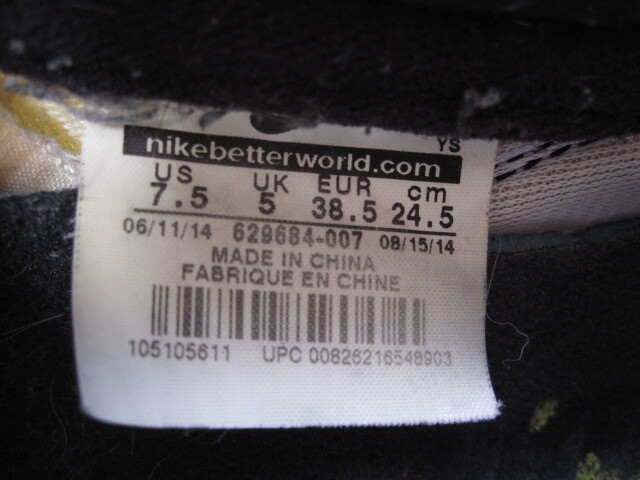 YS
nikebetterworld.com
US UK EUR cm
7.5 5 38.5 24.5
06/11/14 629684-007 08/15/14
MADE IN CHINA
FABRIQUE EN CHINE
105105611 UPC 00826216548903